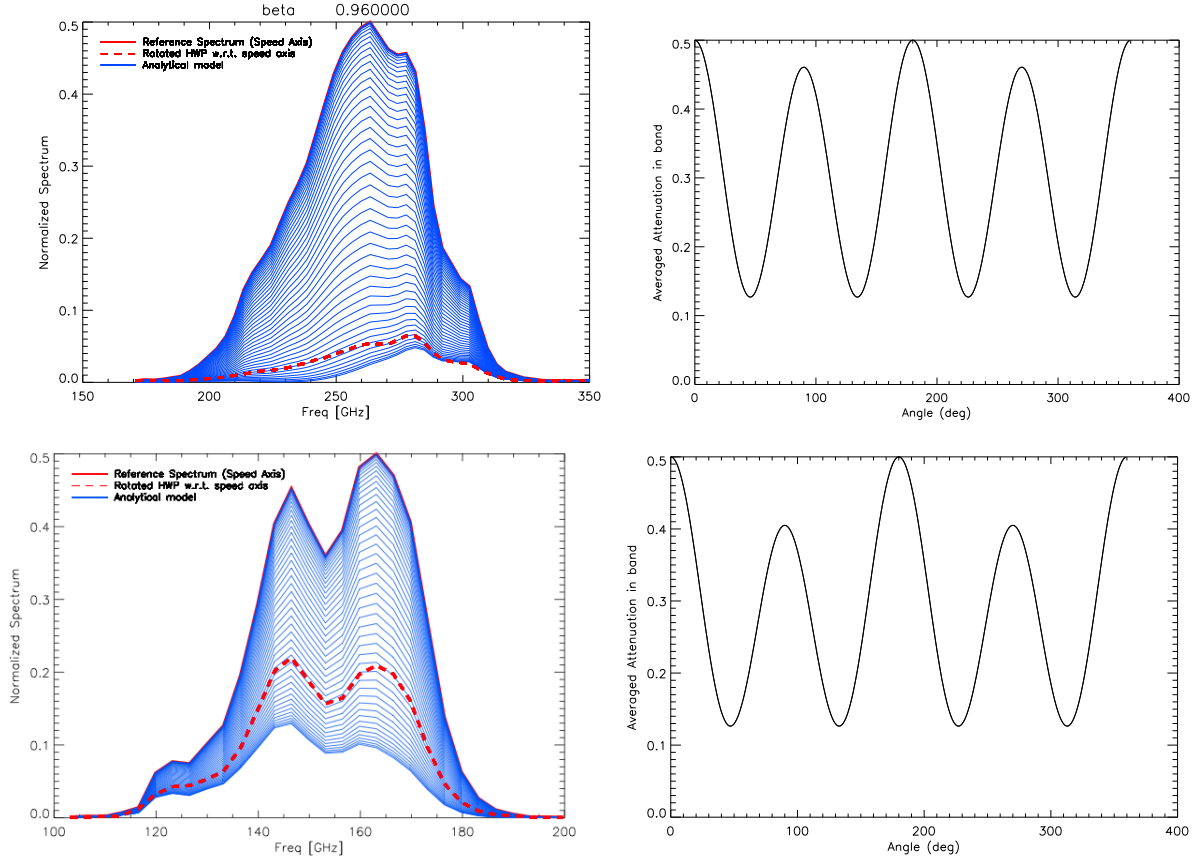 beta 0.960000
0.5
0.4
0.3
0.2
0.1
0.0
Normalized Spectrum
Reference Spectrum (Speed Axis)
Rotated HWP w.r.t. speed axis
Analytical model
150 200 250 300 350
Freq [GHz]
0.5
0.4
0.3
0.2
0.1
0.0
Averaged Attenuation in band
0 100 200 300 400
Angle (deg)
0.5
0.4
0.3
0.2
0.1
0.0
Normalized Spectrum
Reference Spectrum (Speed Axis)
Rotated HWP w.r.t. speed axis
Analytical model
100 120 140 160 180 200
Freq [GHz]
0.5
0.4
0.3
0.2
0.1
0.0
Averaged Attenuation in band
0 100 200 300 400
Angle (deg)